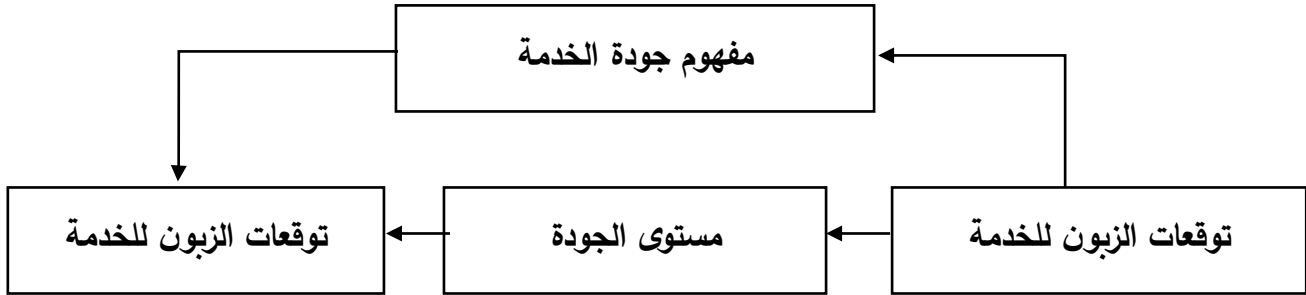 مفهوم جودة الخدمة
توقعات الزبون للخدمة
مستوى الجودة
توقعات الزبون للخدمة